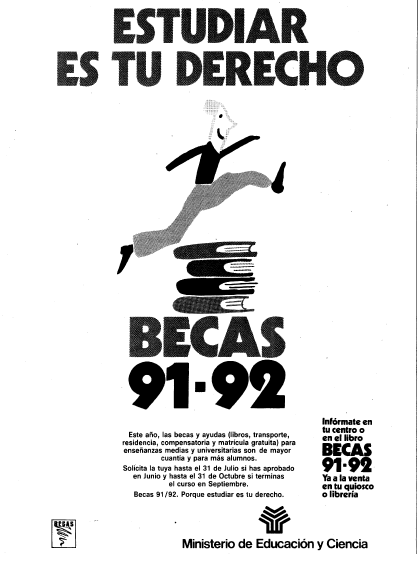 ESTUDIAR
ES TU DERECHO
BECAS
91-92
Este año, las becas y ayudas (libros, transporte,
residencia, compensatoria y matrícula gratuita) para
enseñanzas medias y universitarias son de mayor
cuantía y para más alumnos.
Solicita la tuya hasta el 31 de Julio si has aprobado
en Junio y hasta el 31 de Octubre si terminas
el curso en Septiembre.
Becas 91/92. Porque estudiar es tu derecho.
Infórmate en
tu centro o
en el libro
BECAS
91-92
Ya a la venta
en tu quiosco
o librería
BECAS
Ministerio de Educación y Ciencia